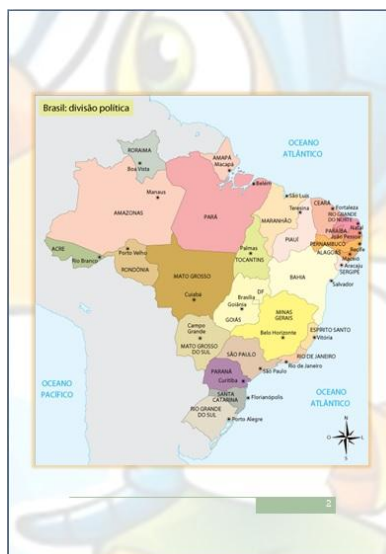 Brasil: divisão política
OCEANO
ATLÂNTICO
RORAIMA
Boa Vista
AMAPÁ
Macapá
Belém
São Luís
Manaus
AMAZONAS
PARÁ
MARANHÃO
Teresina
CEARÁ
Fortaleza
RIO GRANDE
DO NORTE
Natal
PARAÍBA
João Pessoa
PIAUÍ
PERNAMBUCO
Recife
ALAGOAS
Maceió
Aracaju
SERGIPE
ACRE
Rio Branco
Porto Velho
RONDÔNIA
Palmas
TOCANTINS
MATO GROSSO
Cuiabá
BAHIA
Salvador
DF
Brasília
Goiânia
GOIÁS
MINAS
GERAIS
Belo Horizonte
Campo
Grande
MATO GROSSO
DO SUL
ESPÍRITO SANTO
Vitória
SÃO PAULO
São Paulo
RIO DE JANEIRO
Rio de Janeiro
PARANÁ
Curitiba
SANTA
CATARINA
Florianópolis
RIO GRANDE
DO SUL
Porto Alegre
OCEANO
PACÍFICO
OCEANO
ATLÂNTICO
N
O
L
S